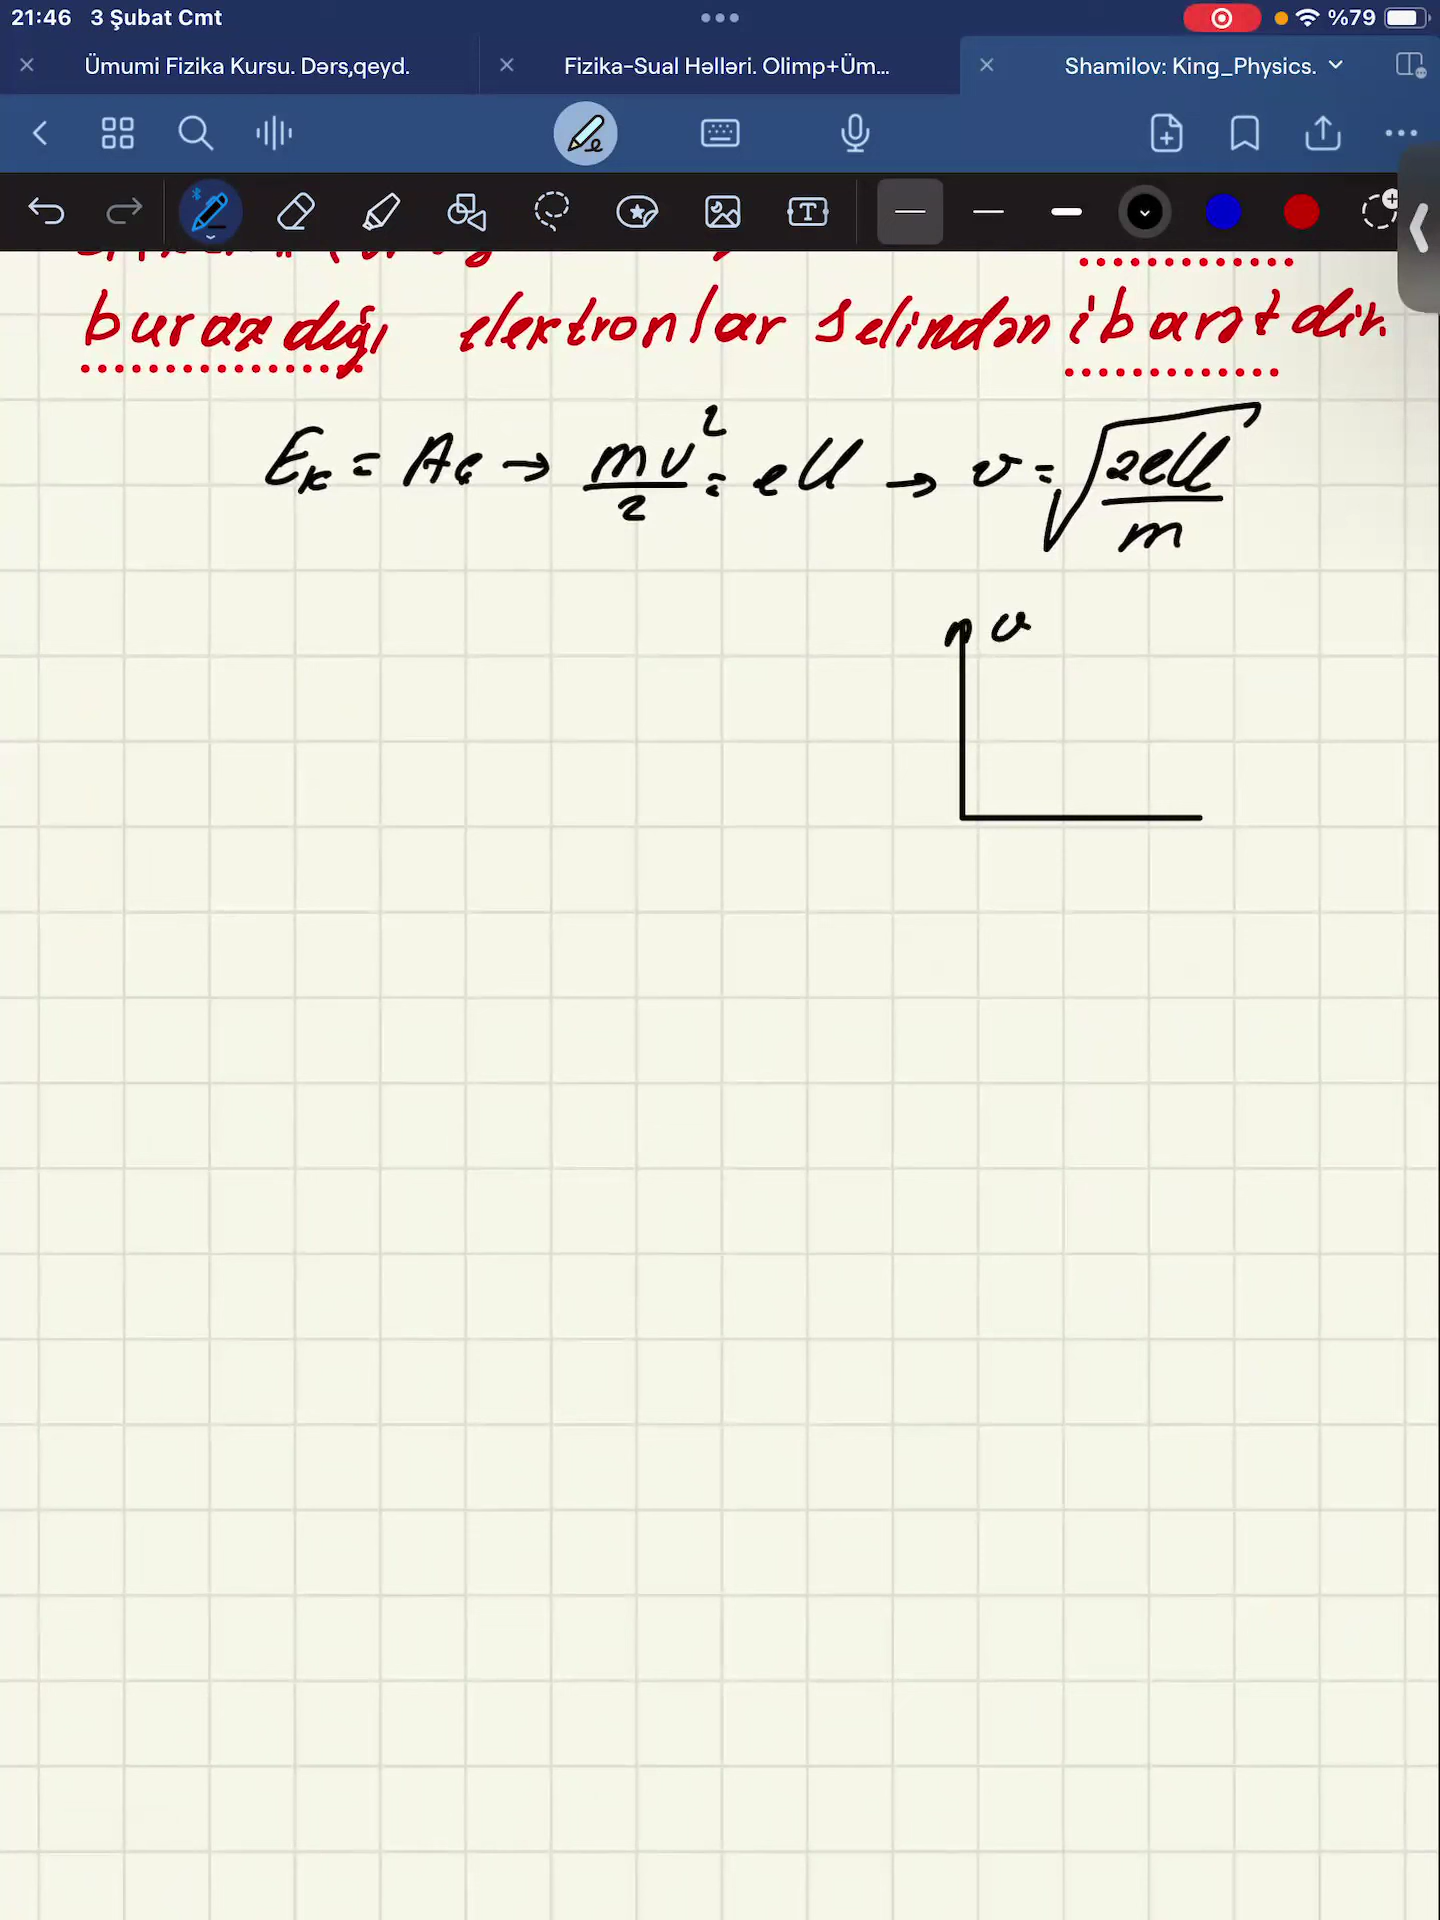 21:46 3 Şubat Cmt %79
Ümumi Fizika Kursu. Dərs,qeyd. Fizika-Sual Həlləri. Olimp+Üm... Shamilov: King_Physics.
buraxdığı elektronlar selindən ibarətdir.
Eₖ = Aₑ → mv²/2 = eU → v = √(2eU/m)
v